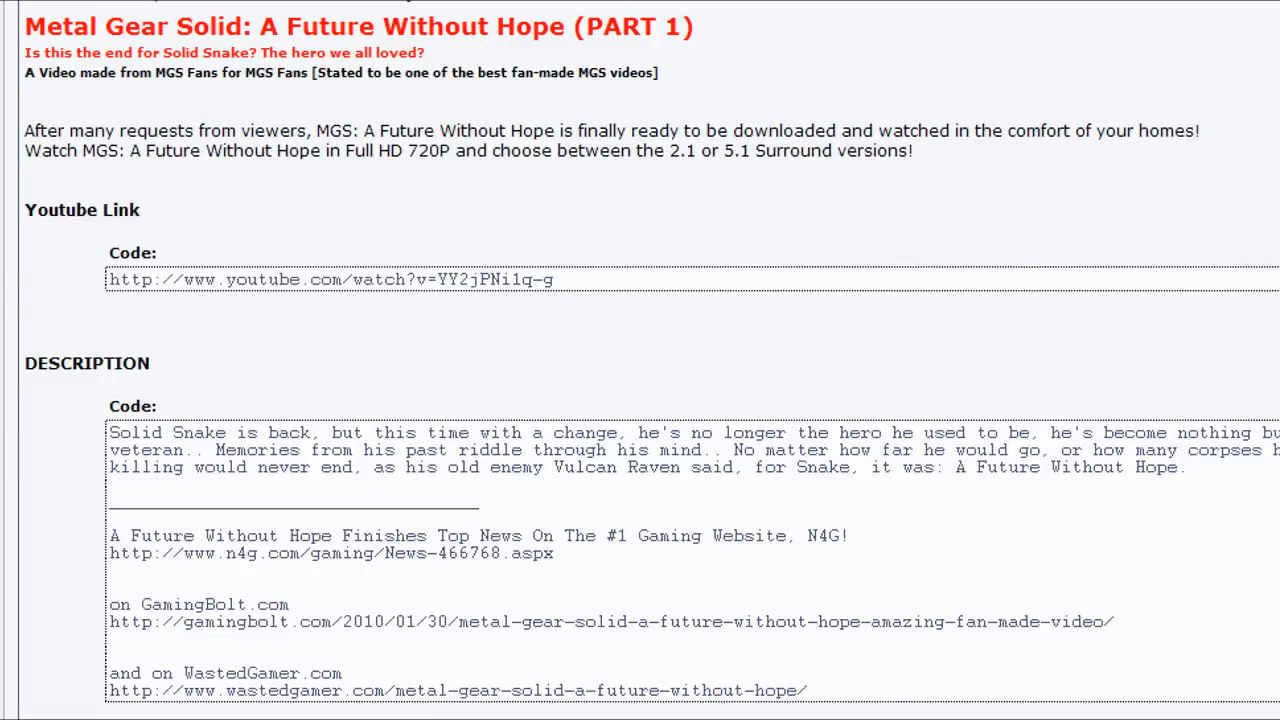 Metal Gear Solid: A Future Without Hope (PART 1)
Is this the end for Solid Snake? The hero we all loved?
A Video made from MGS Fans for MGS Fans [Stated to be one of the best fan-made MGS videos]
After many requests from viewers, MGS: A Future Without Hope is finally ready to be downloaded and watched in the comfort of your homes!
Watch MGS: A Future Without Hope in Full HD 720P and choose between the 2.1 or 5.1 Surround versions!
Youtube Link
Code:
http://www.youtube.com/watch?v=YY2jPNi1q-g
DESCRIPTION
Code:
Solid Snake is back, but this time with a change, he's no longer the hero he used to be, he's become nothing
veteran.. Memories from his past riddle through his mind.. No matter how far he would go, or how many corpses
killing would never end, as his old enemy Vulcan Raven said, for Snake, it was: A Future Without Hope.
A Future Without Hope Finishes Top News On The #1 Gaming Website, N4G!
http://www.n4g.com/gaming/News-466768.aspx
on GamingBolt.com
http://gamingbolt.com/2010/01/30/metal-gear-solid-a-future-without-hope-amazing-fan-made-video/
and on WastedGamer.com
http://www.wastedgamer.com/metal-gear-solid-a-future-without-hope/